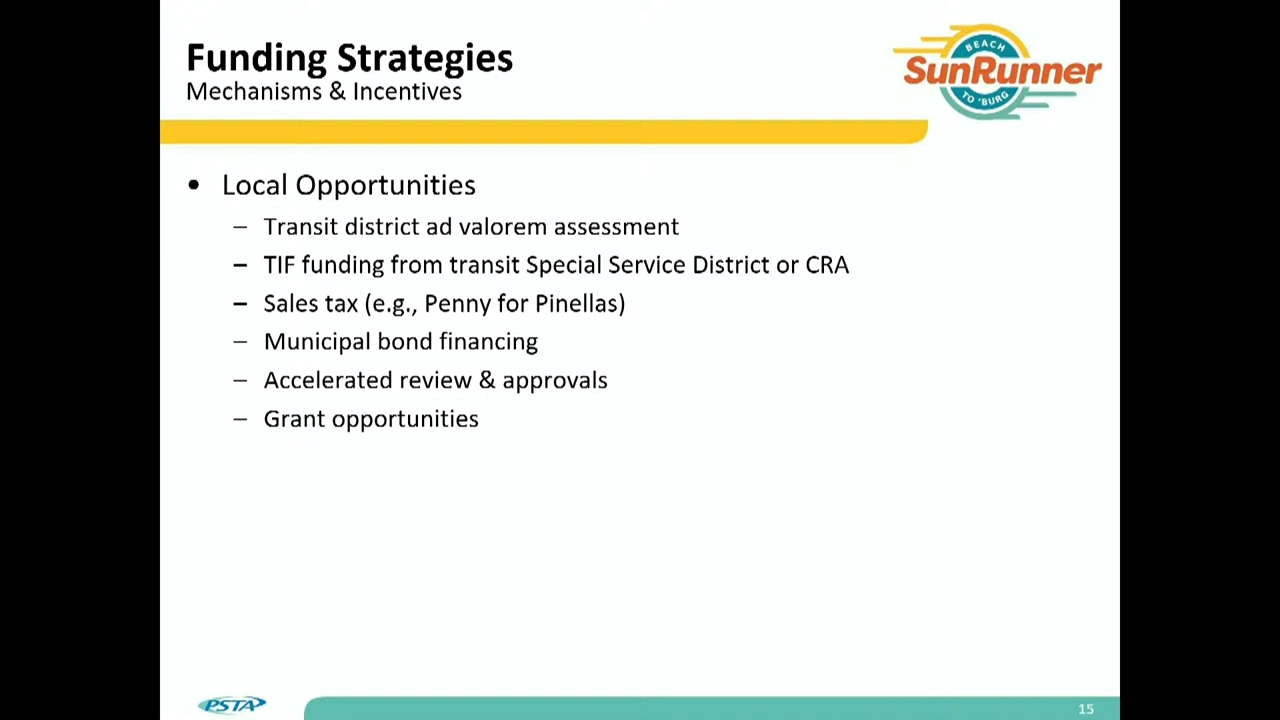 Funding Strategies
Mechanisms & Incentives
BEACH
SunRunner
TO 'BURG
• Local Opportunities
– Transit district ad valorem assessment
– TIF funding from transit Special Service District or CRA
– Sales tax (e.g., Penny for Pinellas)
– Municipal bond financing
– Accelerated review & approvals
– Grant opportunities
PSTA
15